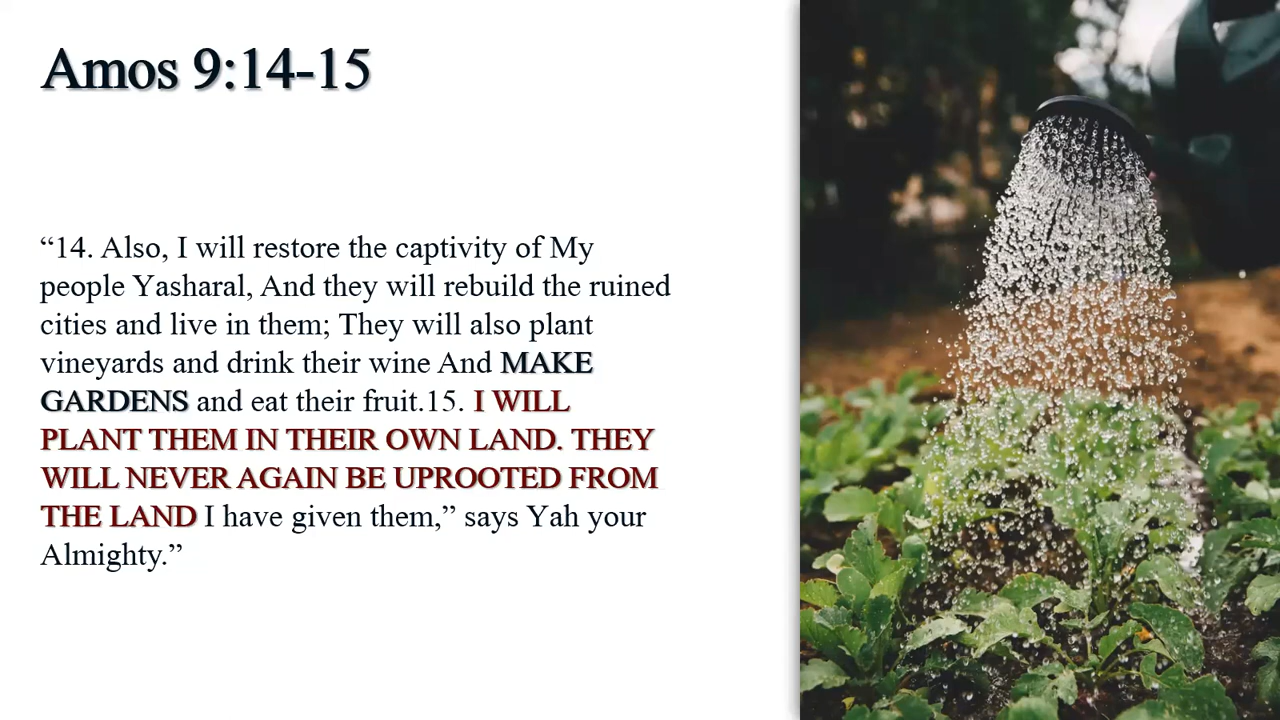 Amos 9:14-15
“14. Also, I will restore the captivity of My
people Yasharal, And they will rebuild the ruined
cities and live in them; They will also plant
vineyards and drink their wine And MAKE
GARDENS and eat their fruit.15. I WILL
PLANT THEM IN THEIR OWN LAND. THEY
WILL NEVER AGAIN BE UPROOTED FROM
THE LAND I have given them,” says Yah your
Almighty.”